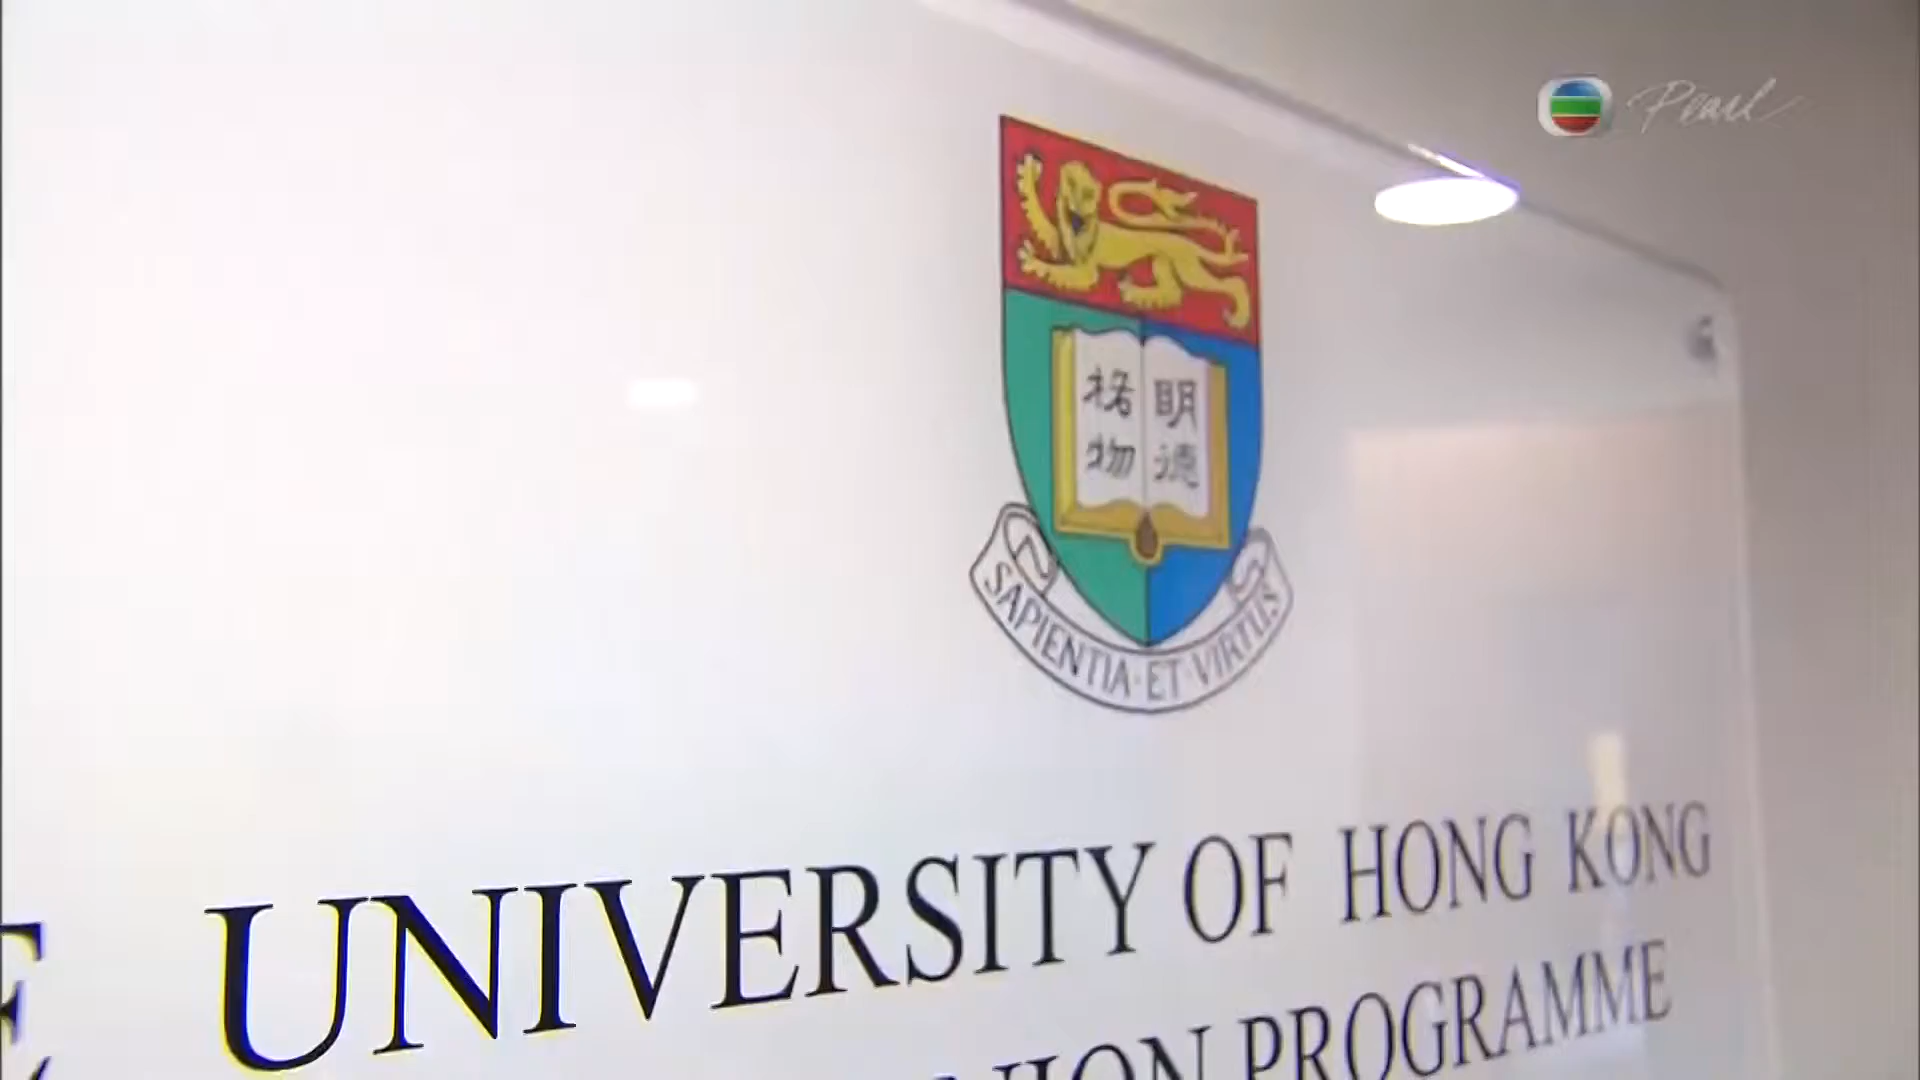 Pearl
明德
格物
SAPIENTIA·ET·VIRTUS
UNIVERSITY OF HONG KONG
PROGRAMME